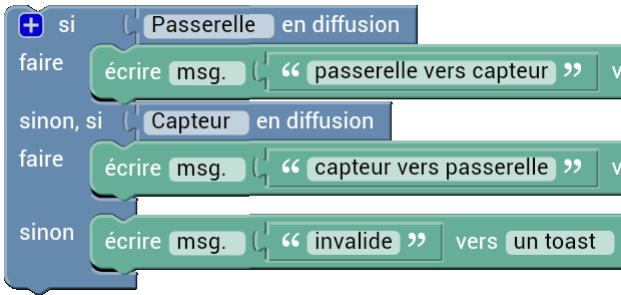 si Passerelle en diffusion
faire écrire msg. “ passerelle vers capteur ”
sinon, si Capteur en diffusion
faire écrire msg. “ capteur vers passerelle ”
sinon écrire msg. “ invalide ” vers un toast